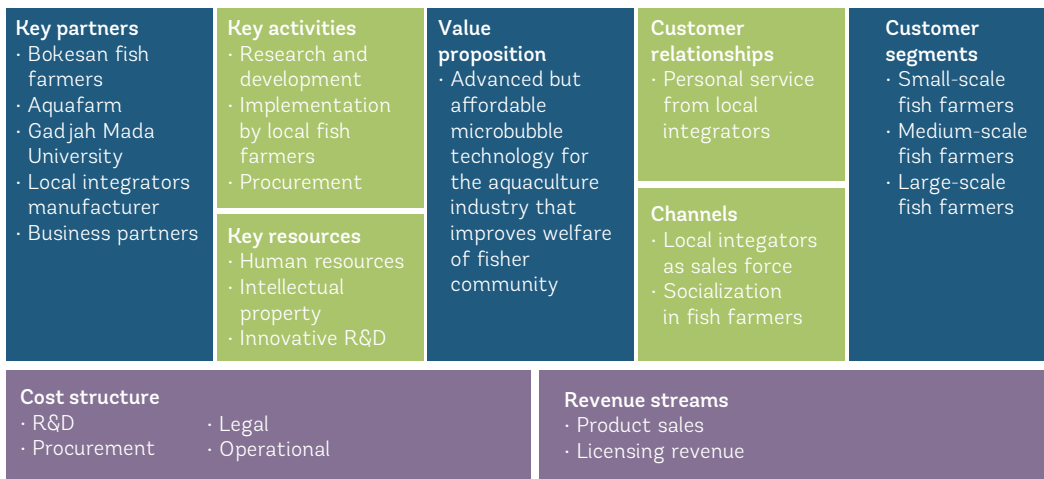 Key partners
· Bokesan fish
farmers
· Aquafarm
· Gadjah Mada
University
· Local integrators
manufacturer
· Business partners
Key activities
· Research and
development
· Implementation
by local fish
farmers
· Procurement
Key resources
· Human resources
· Intellectual
property
· Innovative R&D
Value
proposition
· Advanced but
affordable
microbubble
technology for
the aquaculture
industry that
improves welfare
of fisher
community
Customer
relationships
· Personal service
from local
integrators
Channels
· Local integators
as sales force
· Socialization
in fish farmers
Customer
segments
· Small-scale
fish farmers
· Medium-scale
fish farmers
· Large-scale
fish farmers
Cost structure
· R&D
· Procurement
· Legal
· Operational
Revenue streams
· Product sales
· Licensing revenue